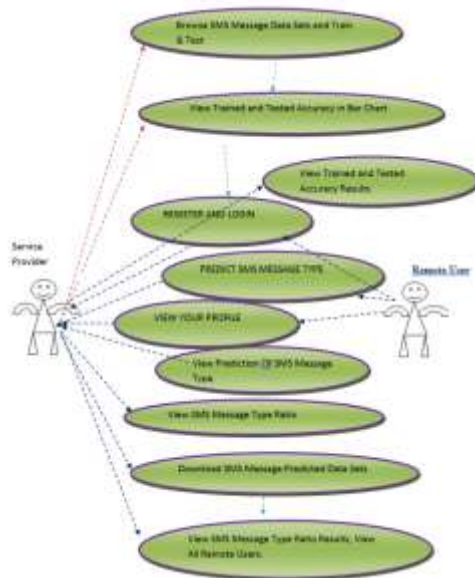 Browse SMS Message Data Sets and Train
& Test
View Trained and Tested Accuracy in Bar Chart
View Trained and Tested
Accuracy Results
REGISTER AND LOGIN
Service
Provider
PREDICT SMS MESSAGE TYPE
Remote User
VIEW YOUR PROFILE
View Prediction Of SMS Message
View SMS Message Type Ratio
Download SMS Message Predicted Data Sets
View SMS Message Type Ratio Results, View
All Remote Users.